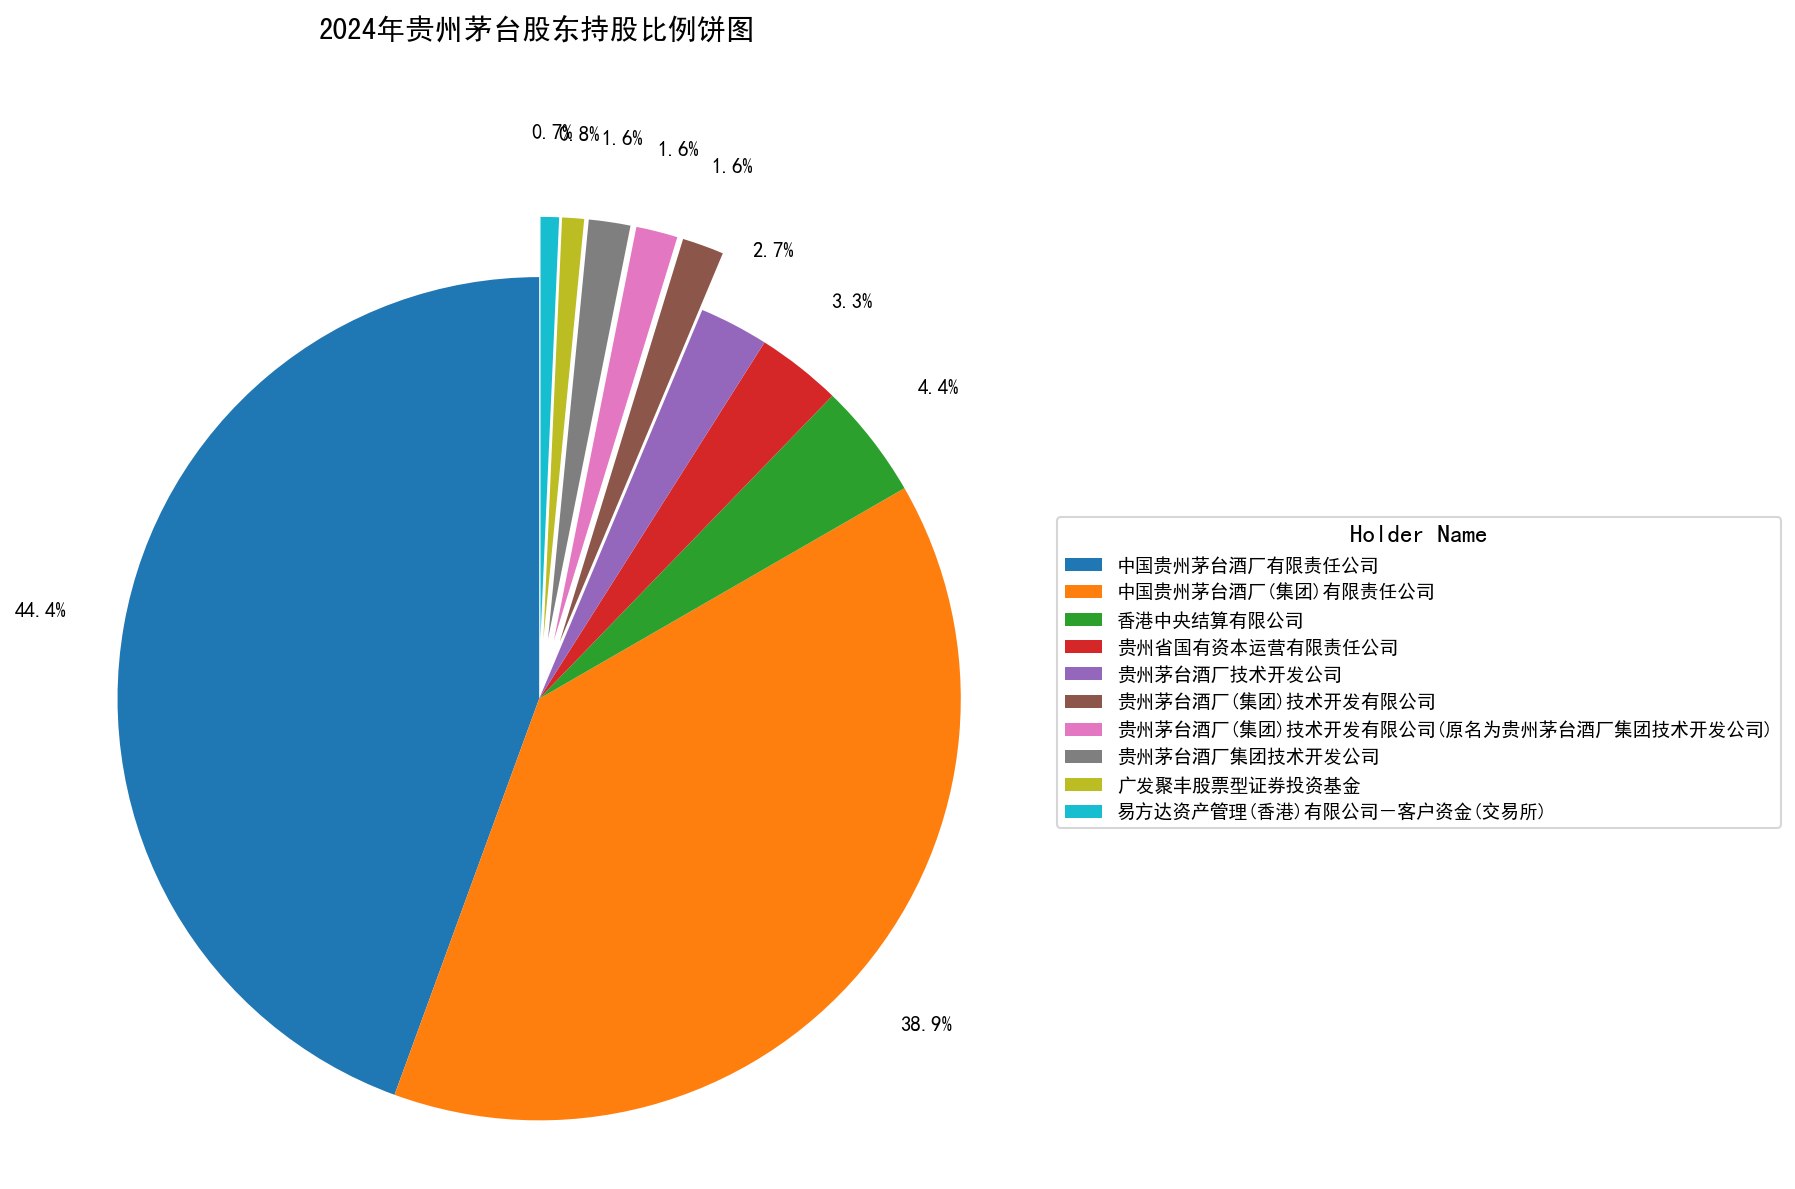 2024年贵州茅台股东持股比例饼图
0.7%
0.8%
1.6%
1.6%
1.6%
2.7%
3.3%
4.4%
44.4%
38.9%
Holder Name
中国贵州茅台酒厂有限责任公司
中国贵州茅台酒厂(集团)有限责任公司
香港中央结算有限公司
贵州省国有资本运营有限责任公司
贵州茅台酒厂技术开发公司
贵州茅台酒厂(集团)技术开发有限公司
贵州茅台酒厂(集团)技术开发有限公司(原名为贵州茅台酒厂集团技术开发公司)
贵州茅台酒厂集团技术开发公司
广发聚丰股票型证券投资基金
易方达资产管理(香港)有限公司－客户资金(交易所)